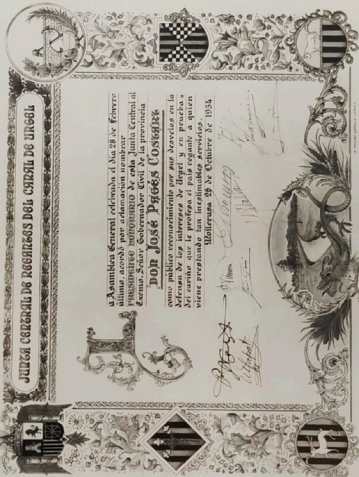 JUNTA CENTRAL DE REGANTES DEL CANAL DE URGEL
La Asamblea General celebrada el dia 28 de Febrero
último, acordó por aclamación nombrar
PRESIDENTE HONORARIO de esta Junta Central al
Excmo. Señor Gobernador Civil de la provincia
DON JOSÉ PAGÉS COSTART
como público reconocimiento por sus desvelos en la
defensa de los intereses de Urgel y en prueba
del cariño que le profesa el pais regante a quien
viene prestando tan inestimables servicios.
Mollerusa 28 de Octubre de 1954